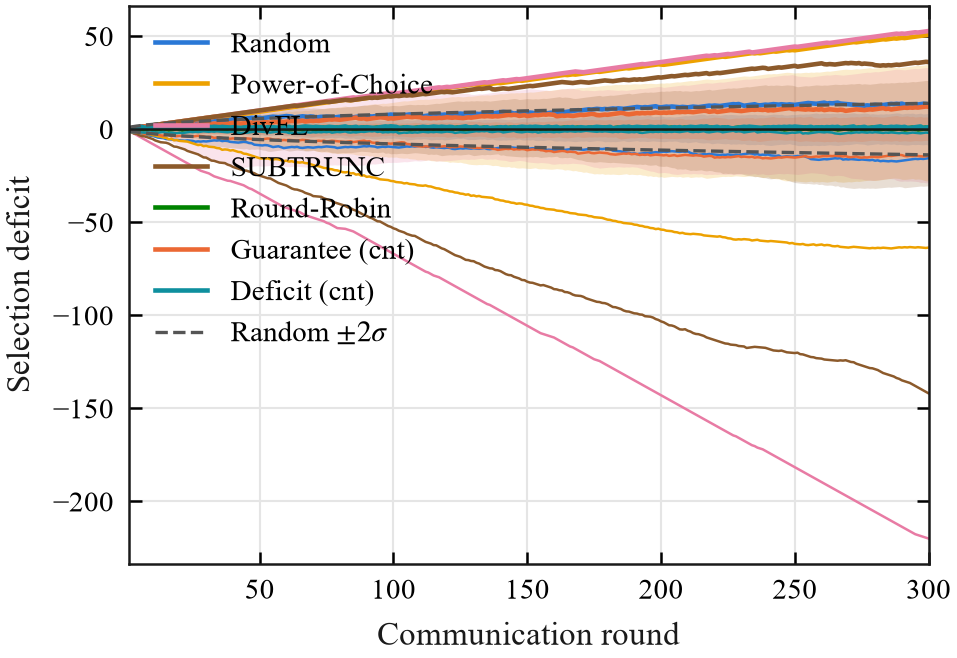 50
0
−50
−100
−150
−200
Selection deficit
Random
Power-of-Choice
DivFL
SUBTRUNC
Round-Robin
Guarantee (cnt)
Deficit (cnt)
Random ±2σ
50
100
150
200
250
300
Communication round